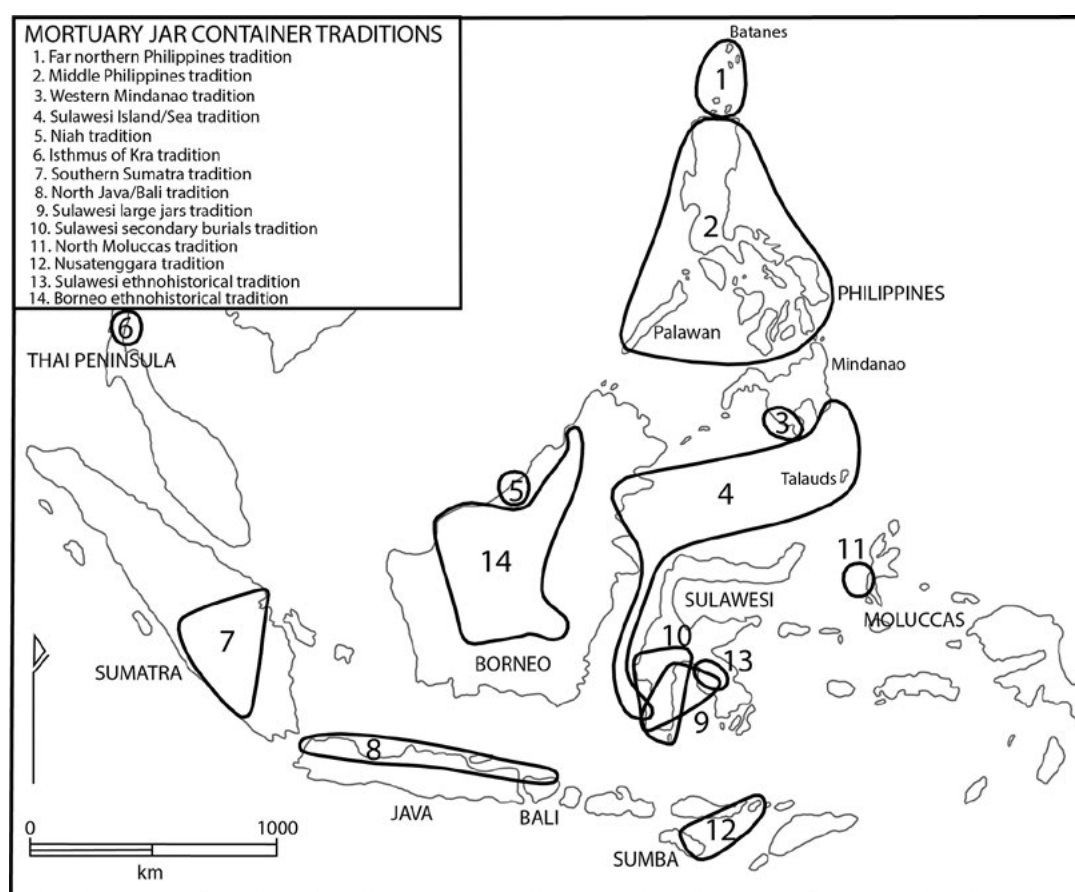 MORTUARY JAR CONTAINER TRADITIONS
1. Far northern Philippines tradition
2. Middle Philippines tradition
3. Western Mindanao tradition
4. Sulawesi Island/Sea tradition
5. Niah tradition
6. Isthmus of Kra tradition
7. Southern Sumatra tradition
8. North Java/Bali tradition
9. Sulawesi large jars tradition
10. Sulawesi secondary burials tradition
11. North Moluccas tradition
12. Nusatenggara tradition
13. Sulawesi ethnohistorical tradition
14. Borneo ethnohistorical tradition
Batanes
1
2
PHILIPPINES
Palawan
Mindanao
6
THAI PENINSULA
3
Talauds
4
5
14
11
SULAWESI
MOLUCCAS
7
SUMATRA
BORNEO
10
13
9
8
JAVA
BALI
12
SUMBA
0
1000
km